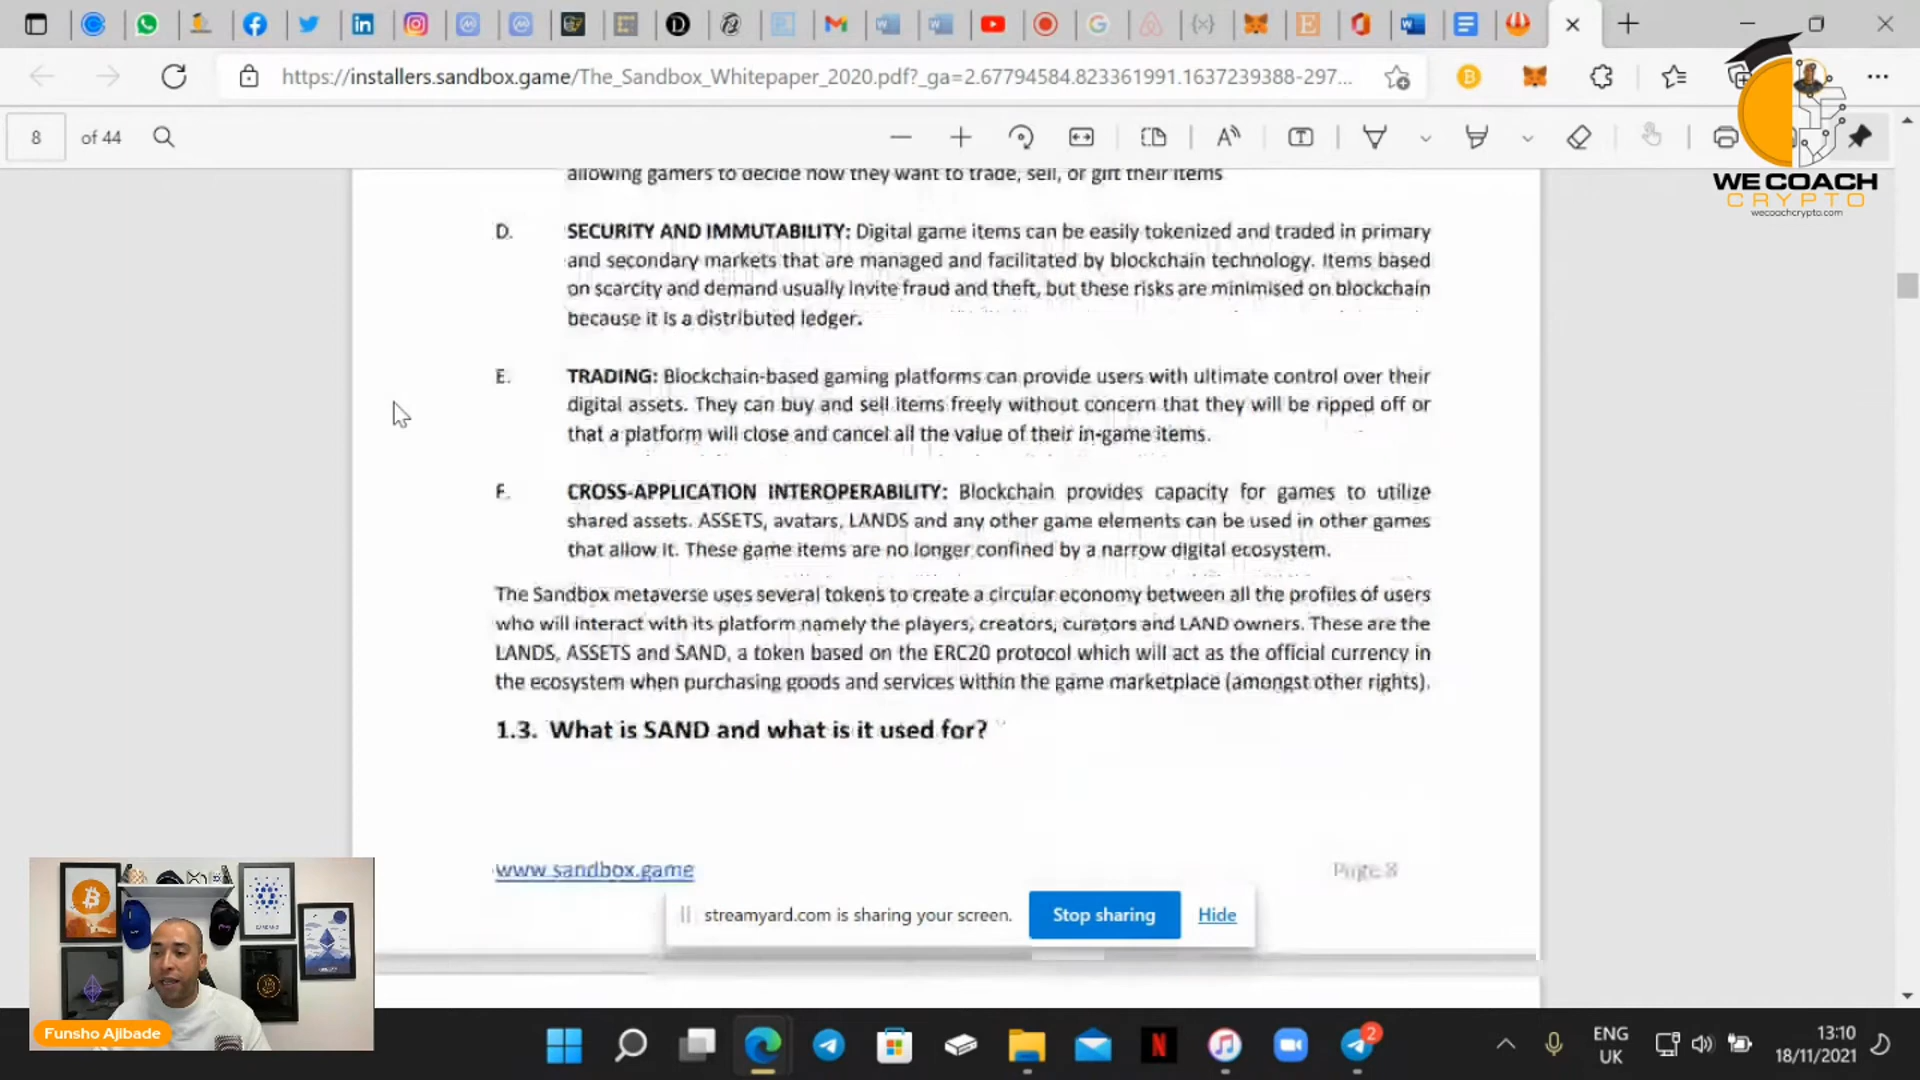 https://installers.sandbox.game/The_Sandbox_Whitepaper_2020.pdf?_ga=2.67794584.823361991.1637239388-297...
8 of 44
WE COACH
CRYPTO
wecoachcrypto.com
allowing gamers to decide how they want to trade, sell, or gift their items
D. SECURITY AND IMMUTABILITY: Digital game items can be easily tokenized and traded in primary
and secondary markets that are managed and facilitated by blockchain technology. Items based
on scarcity and demand usually invite fraud and theft, but these risks are minimised on blockchain
because it is a distributed ledger.
E. TRADING: Blockchain-based gaming platforms can provide users with ultimate control over their
digital assets. They can buy and sell items freely without concern that they will be ripped off or
that a platform will close and cancel all the value of their in-game items.
F. CROSS-APPLICATION INTEROPERABILITY: Blockchain provides capacity for games to utilize
shared assets. ASSETS, avatars, LANDS and any other game elements can be used in other games
that allow it. These game items are no longer confined by a narrow digital ecosystem.
The Sandbox metaverse uses several tokens to create a circular economy between all the profiles of users
who will interact with its platform namely the players, creators, curators and LAND owners. These are the
LANDS, ASSETS and SAND, a token based on the ERC20 protocol which will act as the official currency in
the ecosystem when purchasing goods and services within the game marketplace (amongst other rights).
1.3. What is SAND and what is it used for?
www.sandbox.game Page 8
streamyard.com is sharing your screen. Stop sharing Hide
Funsho Ajibade
2
ENG
UK
13:10
18/11/2021